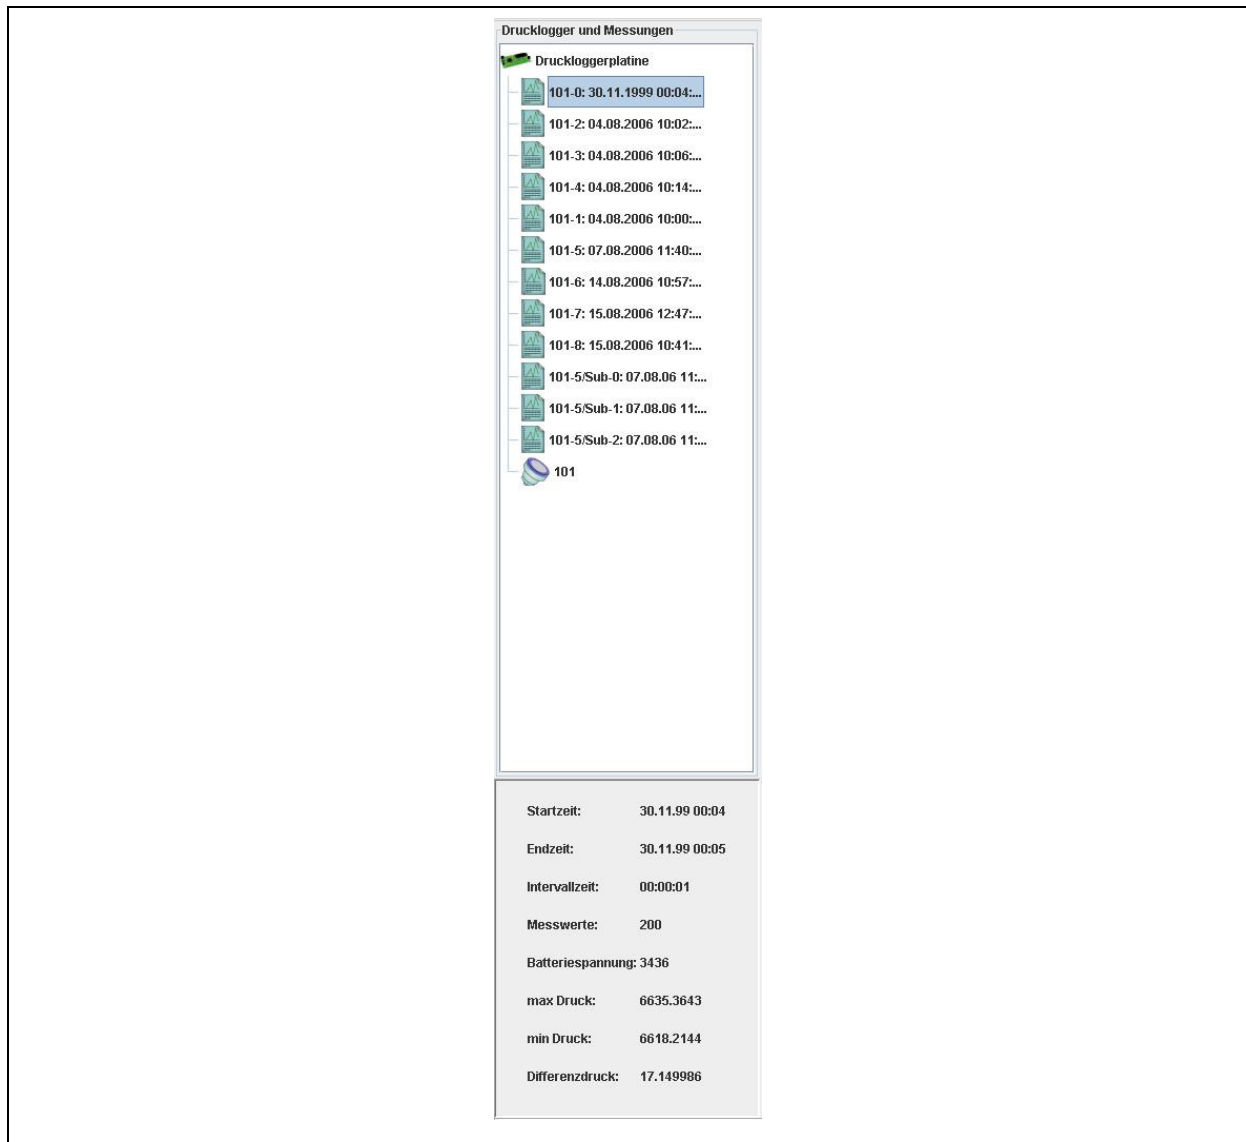 Drucklogger und Messungen
Druckloggerplatine
101-0: 30.11.1999 00:04:...
101-2: 04.08.2006 10:02:...
101-3: 04.08.2006 10:06:...
101-4: 04.08.2006 10:14:...
101-1: 04.08.2006 10:00:...
101-5: 07.08.2006 11:40:...
101-6: 14.08.2006 10:57:...
101-7: 15.08.2006 12:47:...
101-8: 15.08.2006 10:41:...
101-5/Sub-0: 07.08.06 11:...
101-5/Sub-1: 07.08.06 11:...
101-5/Sub-2: 07.08.06 11:...
101
Startzeit: 30.11.99 00:04
Endzeit: 30.11.99 00:05
Intervallzeit: 00:00:01
Messwerte: 200
Batteriespannung: 3436
max Druck: 6635.3643
min Druck: 6618.2144
Differenzdruck: 17.149986